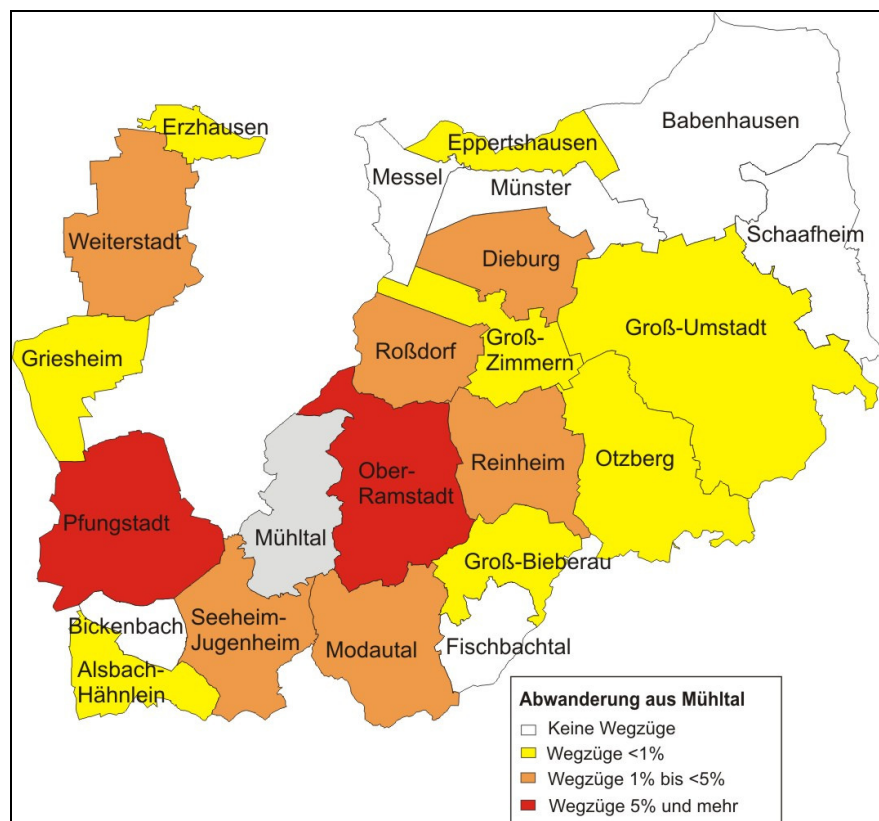 Babenhausen
Erzhausen
Eppertshausen
Messel
Münster
Schaafheim
Weiterstadt
Dieburg
Groß-Umstadt
Griesheim
Roßdorf
Groß-
Zimmern
Ober-
Ramstadt
Reinheim
Otzberg
Pfungstadt
Mühltal
Groß-Bieberau
Bickenbach
Seeheim-
Jugenheim
Modautal
Fischbachtal
Alsbach-
Hähnlein
Abwanderung aus Mühltal
Keine Wegzüge
Wegzüge <1%
Wegzüge 1% bis <5%
Wegzüge 5% und mehr